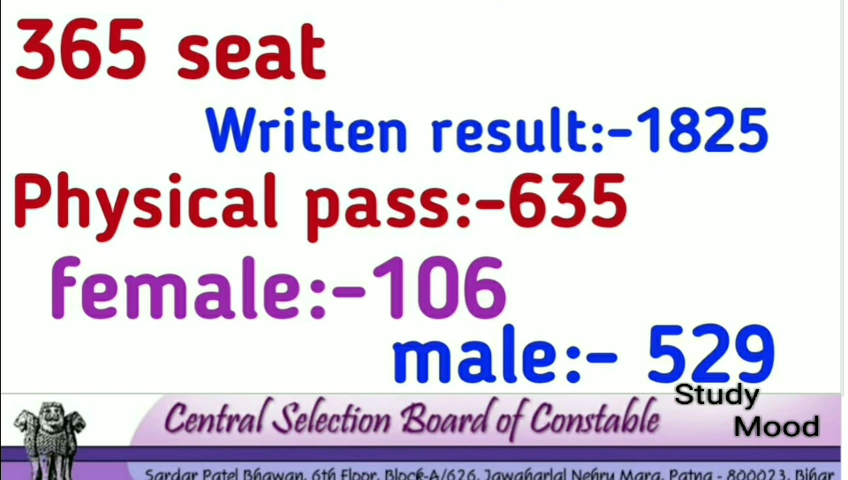 365 seat
Written result:-1825
Physical pass:-635
female:-106
male:- 529
Study
Mood
Central Selection Board of Constable
Sardar Patel Bhawan, 6th Floor, Block-A/626, Jawaharlal Nehru Marg, Patna - 800023, Bihar